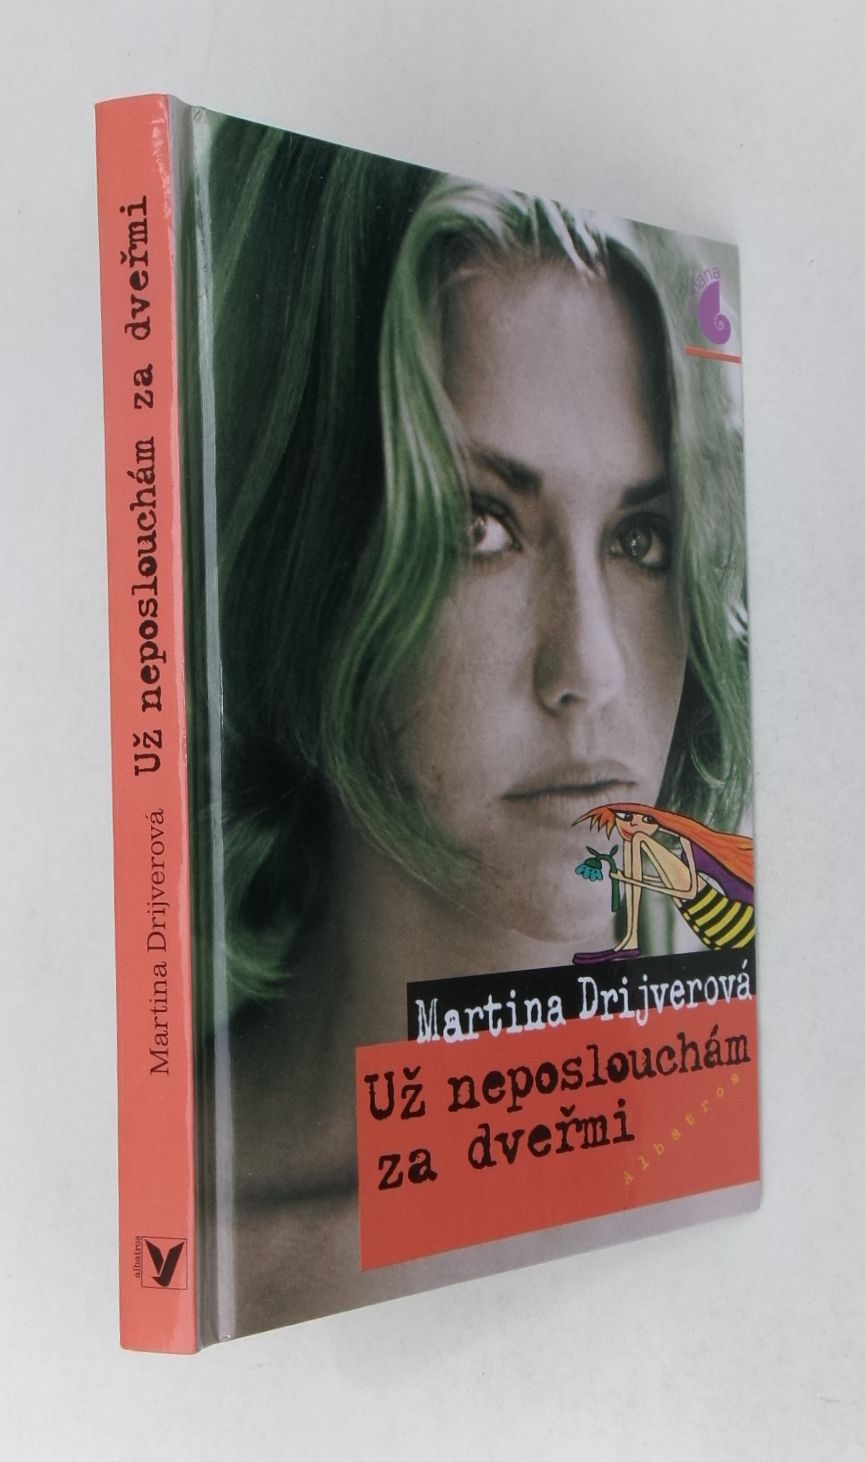 Martina Drijverová Už neposlouchám za dveřmi
albatros
Martina Drijverová
Už neposlouchám
za dveřmi
Albatros